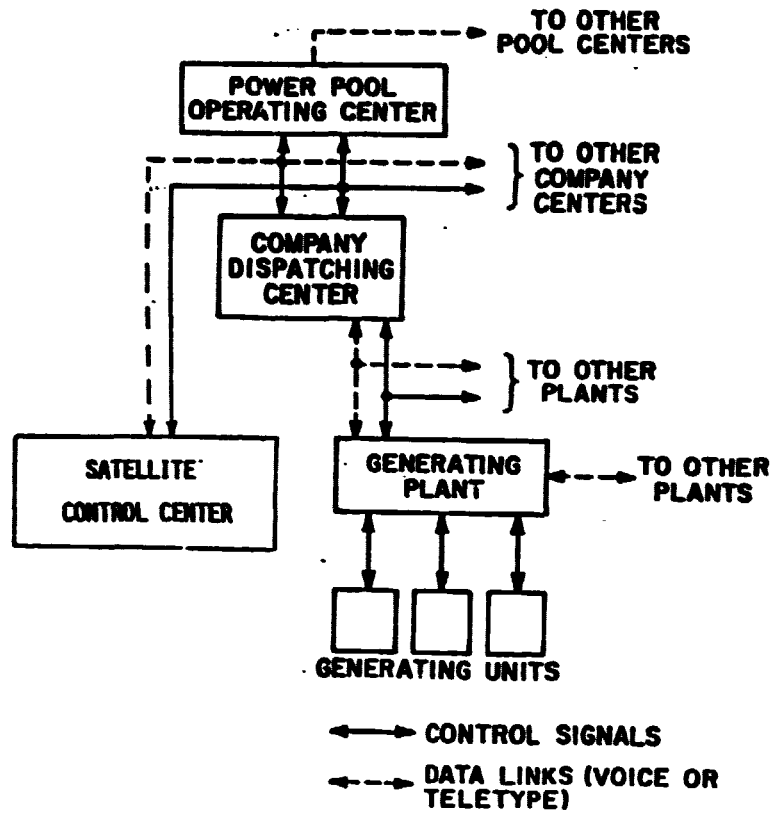 TO OTHER
POOL CENTERS
POWER POOL
OPERATING CENTER
TO OTHER
COMPANY
CENTERS
COMPANY
DISPATCHING
CENTER
TO OTHER
PLANTS
SATELLITE
CONTROL CENTER
GENERATING
PLANT
TO OTHER
PLANTS
GENERATING UNITS
CONTROL SIGNALS
DATA LINKS (VOICE OR
TELETYPE)